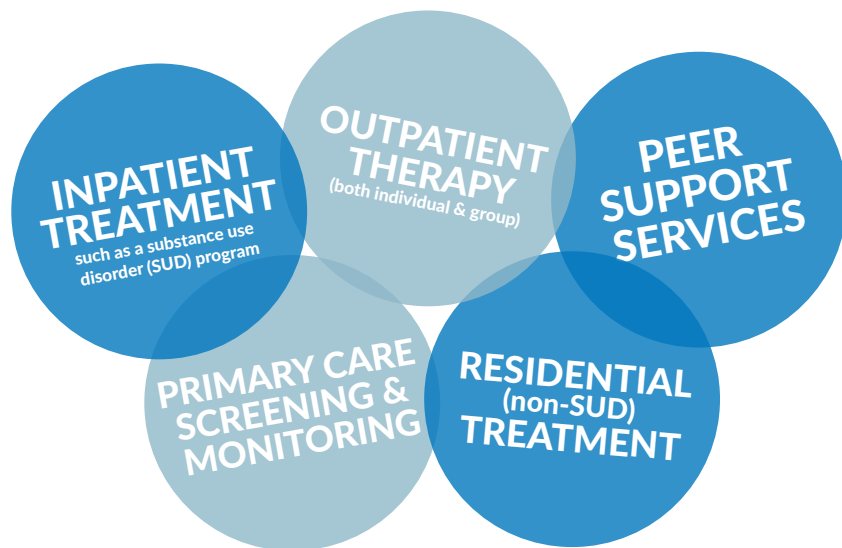 INPATIENT
TREATMENT
such as a substance use
disorder (SUD) program
OUTPATIENT
THERAPY
(both individual & group)
PEER
SUPPORT
SERVICES
PRIMARY CARE
SCREENING &
MONITORING
RESIDENTIAL
(non-SUD)
TREATMENT